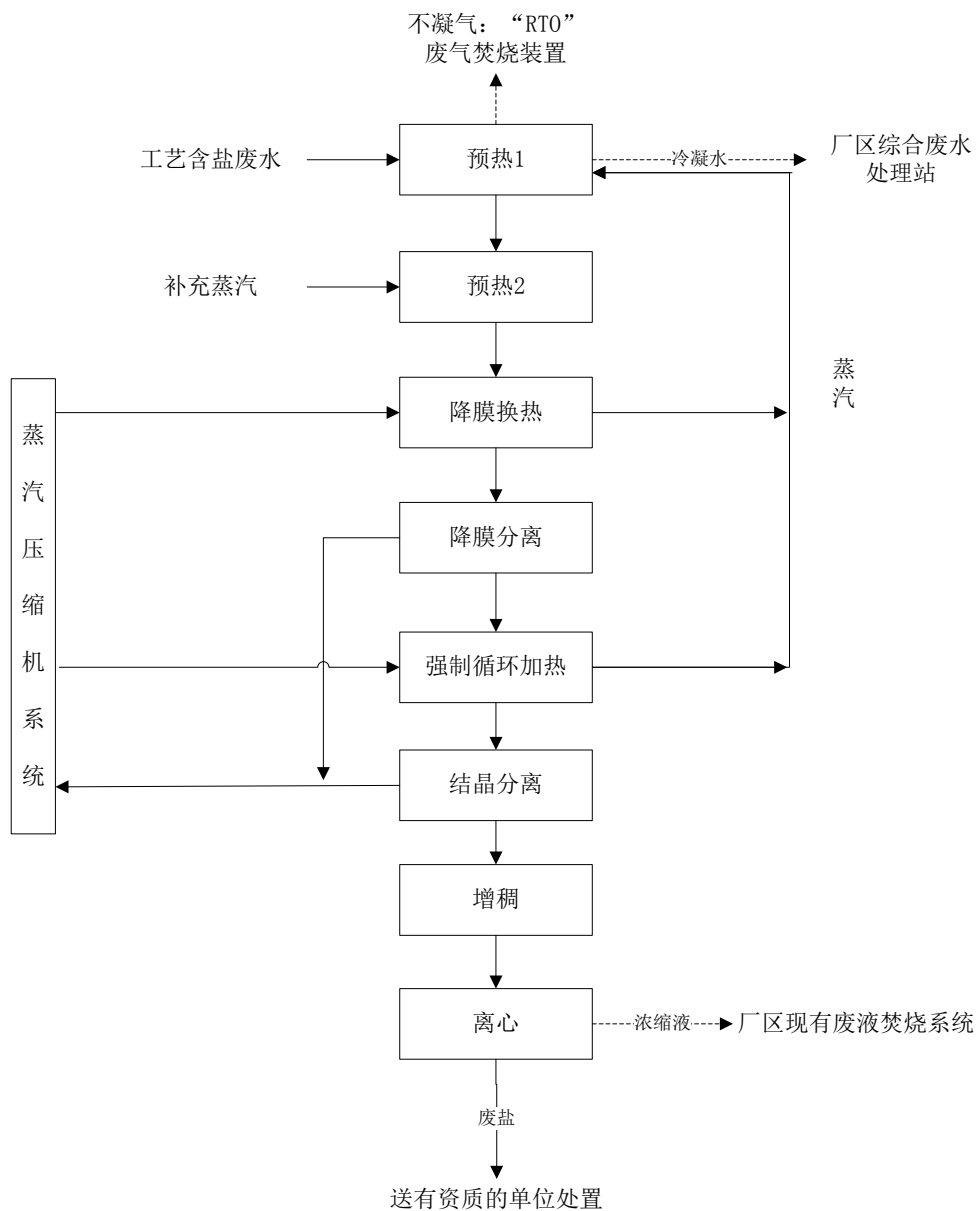 不凝气：“RTO”
废气焚烧装置
工艺含盐废水
预热1
冷凝水
厂区综合废水
处理站
补充蒸汽
预热2
蒸
汽
降膜换热
蒸
汽
压
缩
机
系
统
降膜分离
强制循环加热
结晶分离
增稠
离心
浓缩液
厂区现有废液焚烧系统
废盐
送有资质的单位处置